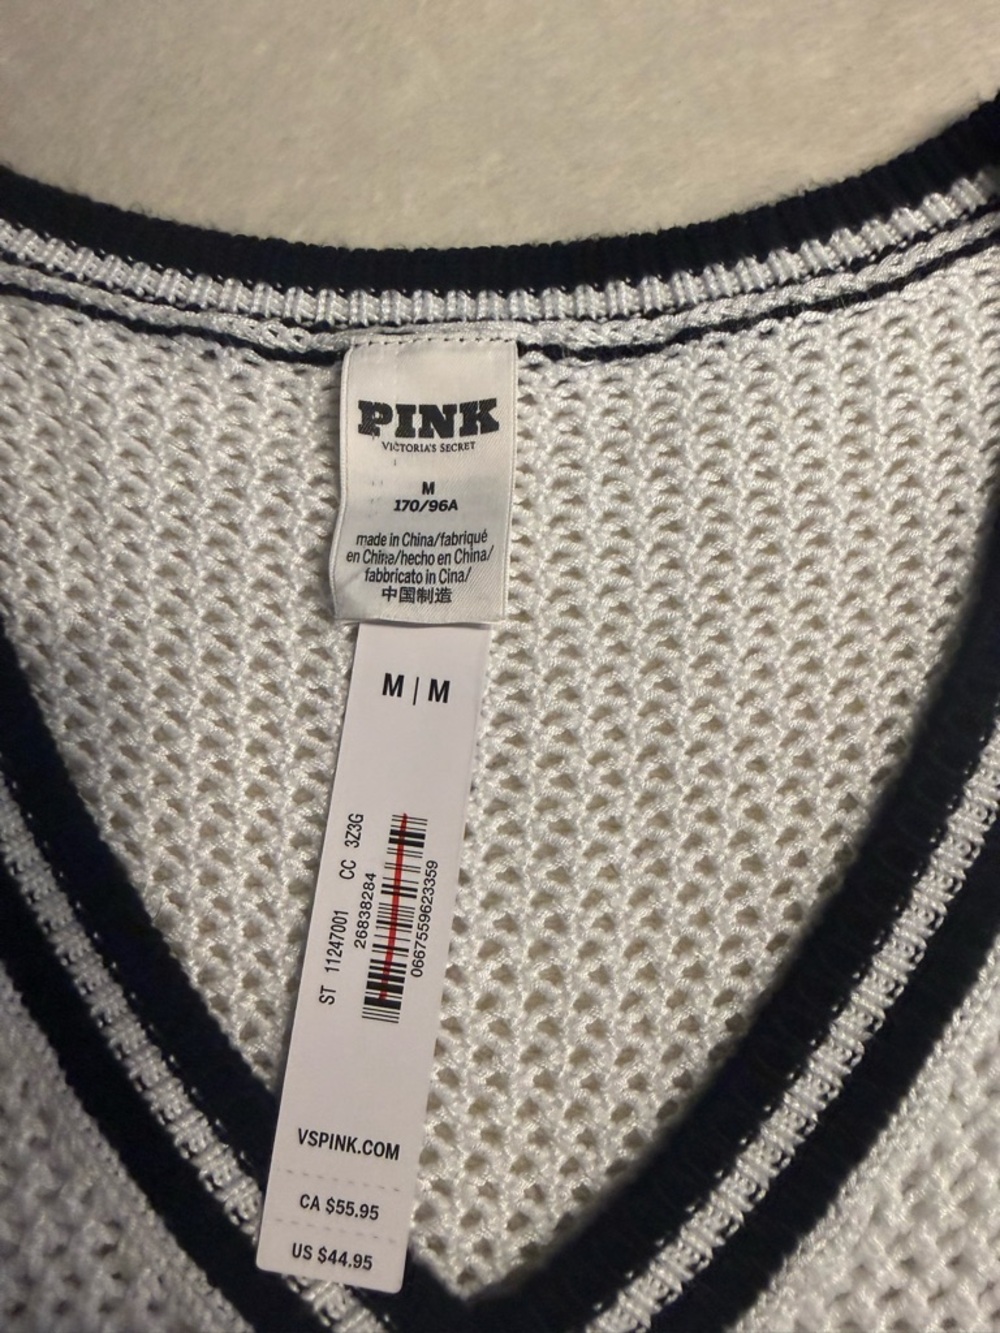 PINK
VICTORIA'S SECRET
M
170/96A
made in China/fabriqué
en China/hecho en China/
fabbricato in Cina/
中国制造
M | M
ST 11247001 CC 3Z3G
26838284
0667559623359
VSPINK.COM
CA $55.95
US $44.95